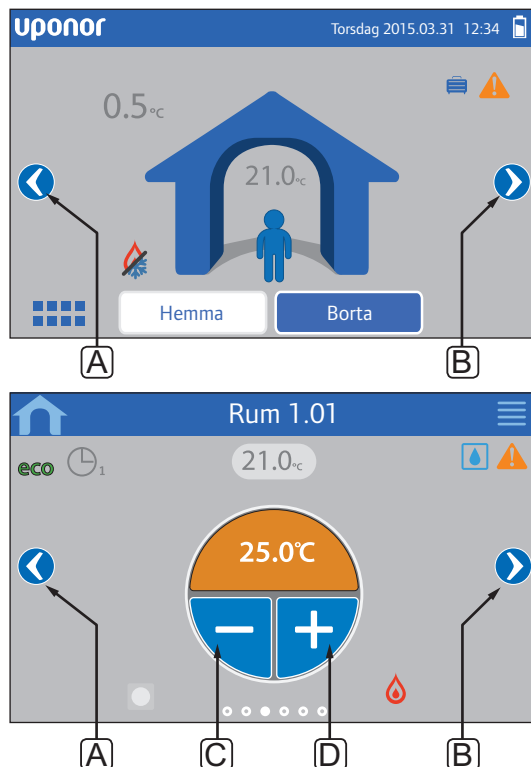 uponor Torsdag 2015.03.31 12:34
0.5°C
21.0°C
Hemma Borta
A B
Rum 1.01
eco 1 21.0°C
25.0°C
A C D B